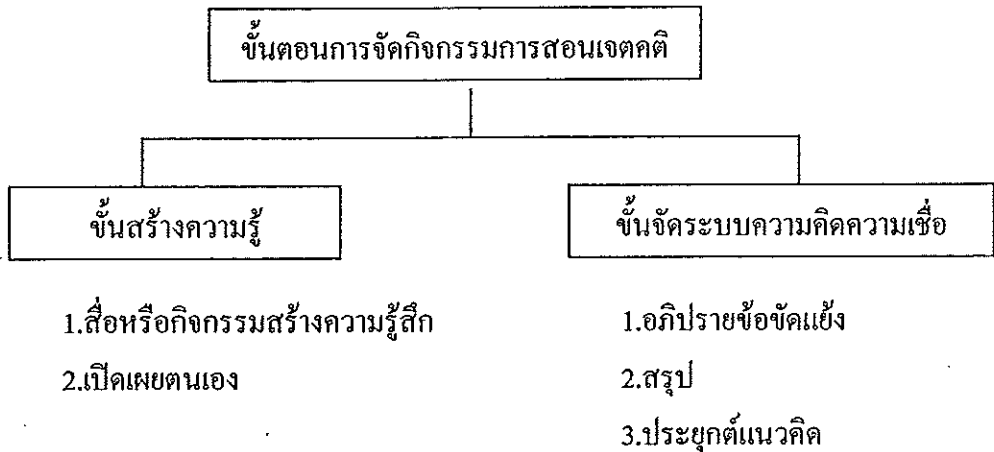 ขั้นตอนการจัดกิจกรรมการสอนเจตคติ
ขั้นสร้างความรู้
ขั้นจัดระบบความคิดความเชื่อ
1.สื่อหรือกิจกรรมสร้างความรู้สึก
2.เปิดเผยตนเอง
1.อภิปรายข้อขัดแย้ง
2.สรุป
3.ประยุกต์แนวคิด